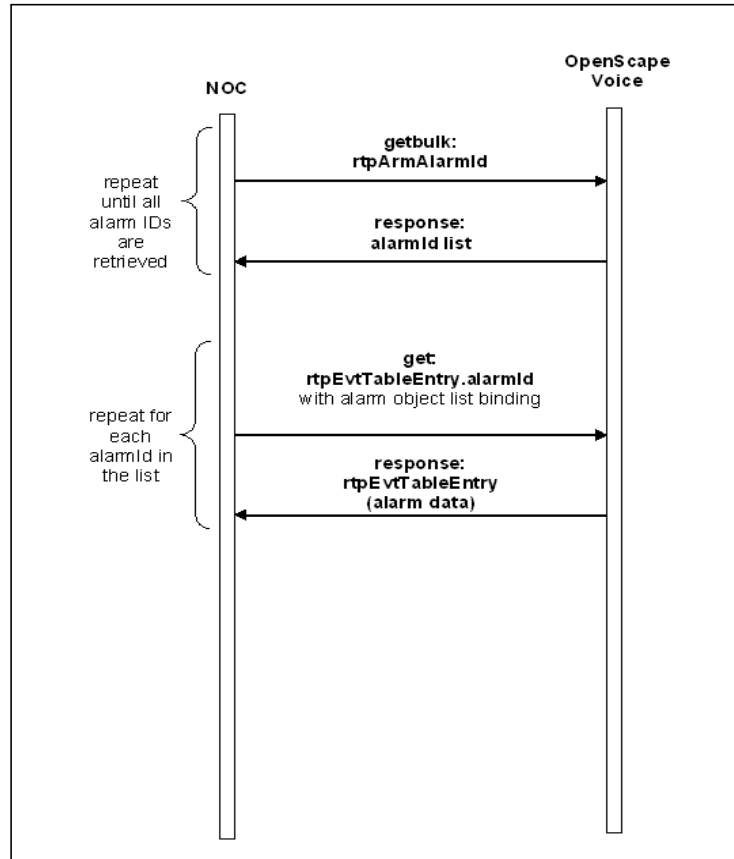 OpenScape
Voice
NOC
getbulk:
rtpArmAlarmId
repeat
until all
alarm IDs
are
retrieved
response:
alarmId list
get:
rtpEvtTableEntry.alarmId
with alarm object list binding
repeat for
each
alarmId in
the list
response:
rtpEvtTableEntry
(alarm data)